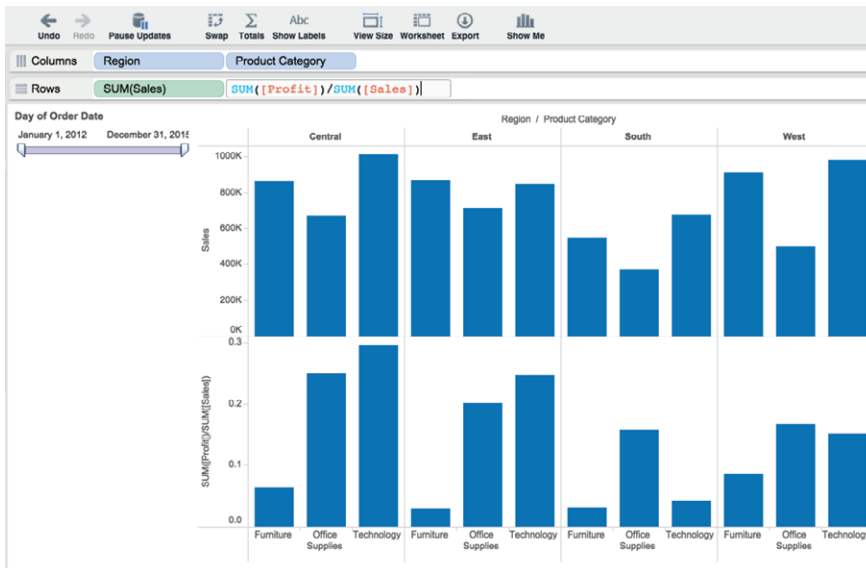 Undo Redo Pause Updates Swap Totals Abc Show Labels View Size Worksheet Export Show Me
Columns Region Product Category
Rows SUM(Sales) SUM([Profit])/SUM([Sales])
Day of Order Date
January 1, 2012 December 31, 2015
Region / Product Category
Central East South West
Sales
1000K
800K
600K
400K
200K
0K
SUM([Profit])/SUM([Sales])
0.3
0.2
0.1
0.0
Furniture Office Supplies Technology Furniture Office Supplies Technology Furniture Office Supplies Technology Furniture Office Supplies Technology